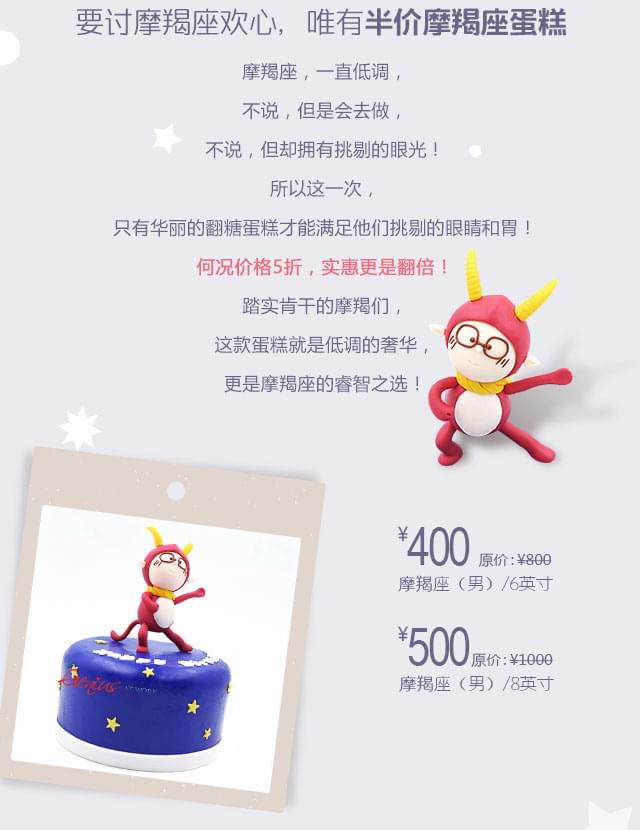 要讨摩羯座欢心，唯有半价摩羯座蛋糕
摩羯座，一直低调，
不说，但是会去做，
不说，但却拥有挑剔的眼光！
所以这一次，
只有华丽的翻糖蛋糕才能满足他们挑剔的眼睛和胃！
何况价格5折，实惠更是翻倍！
踏实肯干的摩羯们，
这款蛋糕就是低调的奢华，
更是摩羯座的睿智之选！
¥400 原价：¥800
摩羯座（男）/6英寸
¥500 原价：¥1000
摩羯座（男）/8英寸